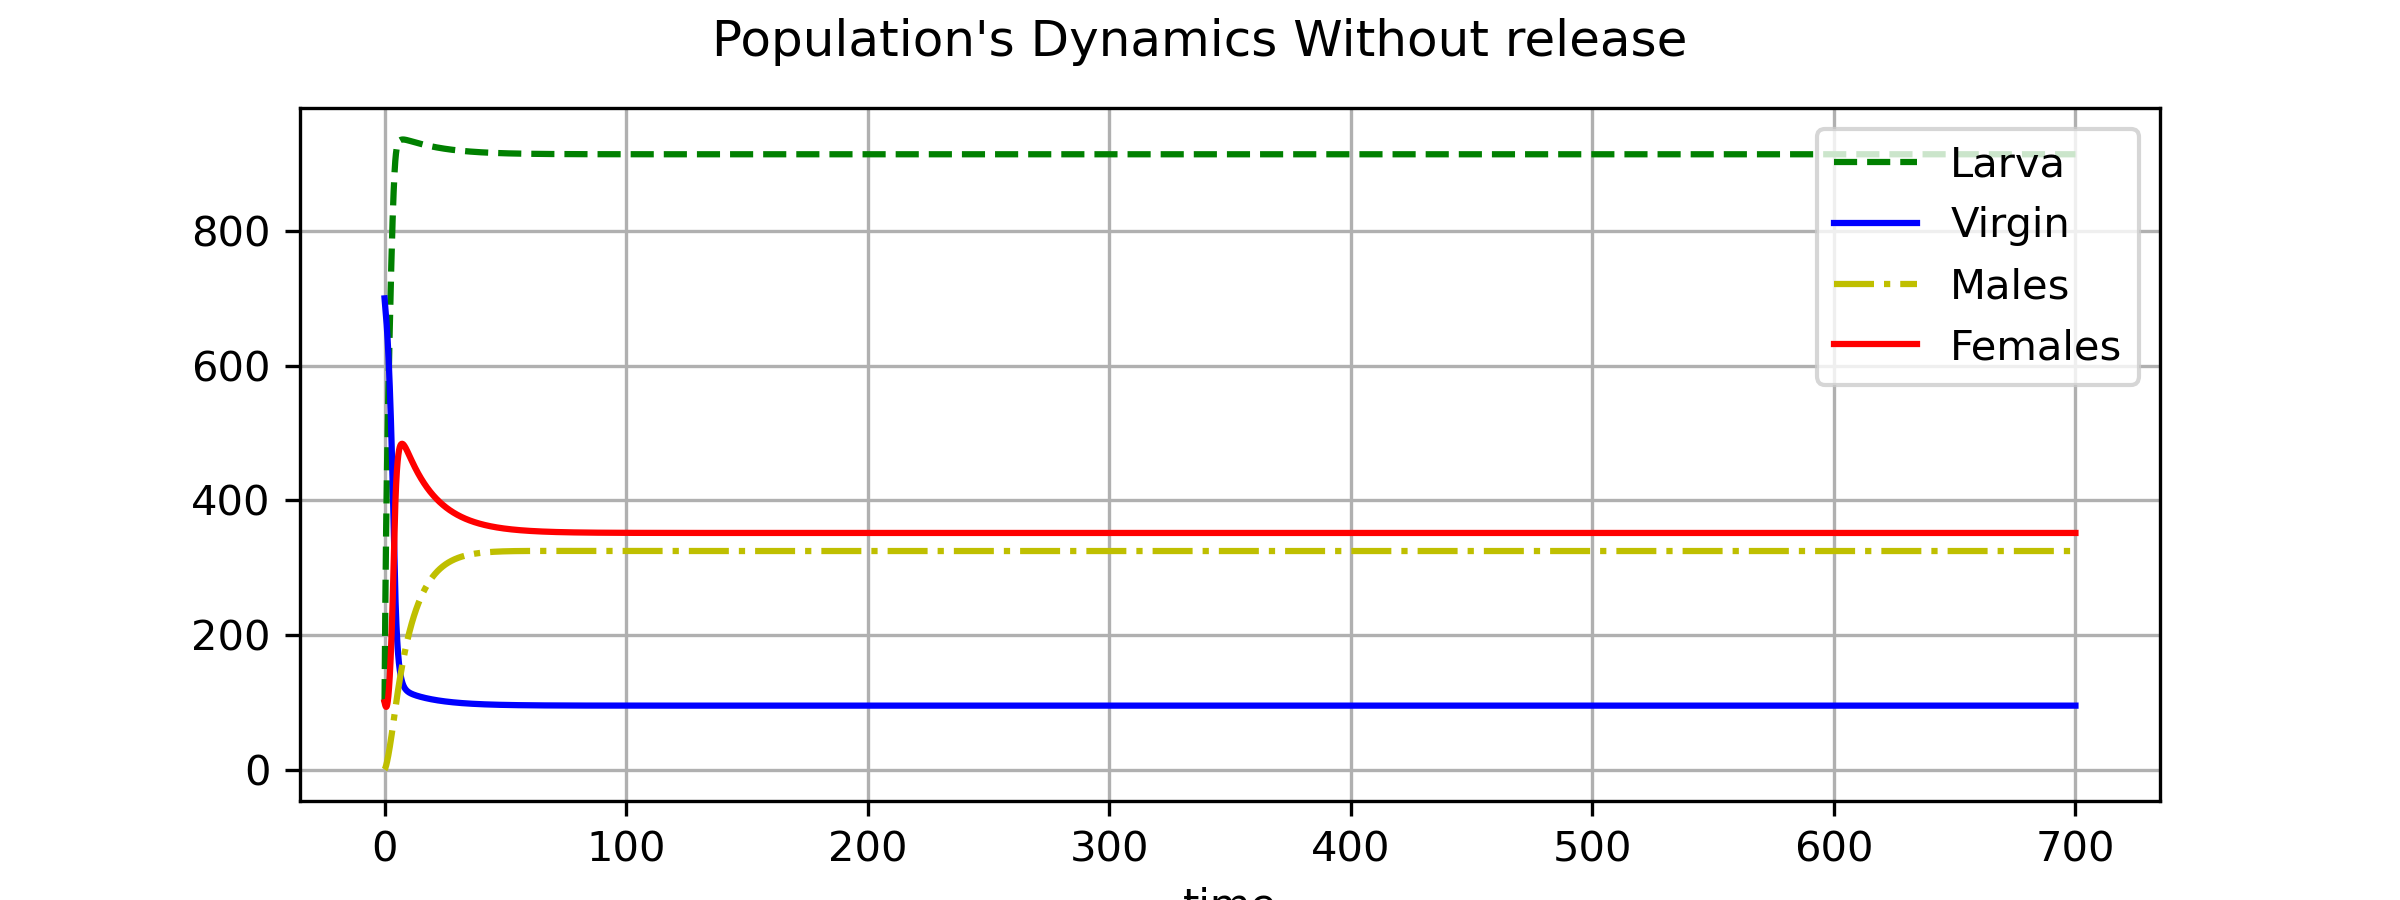 Population's Dynamics Without release
Larva
Virgin
Males
Females
800
600
400
200
0
0 100 200 300 400 500 600 700
time